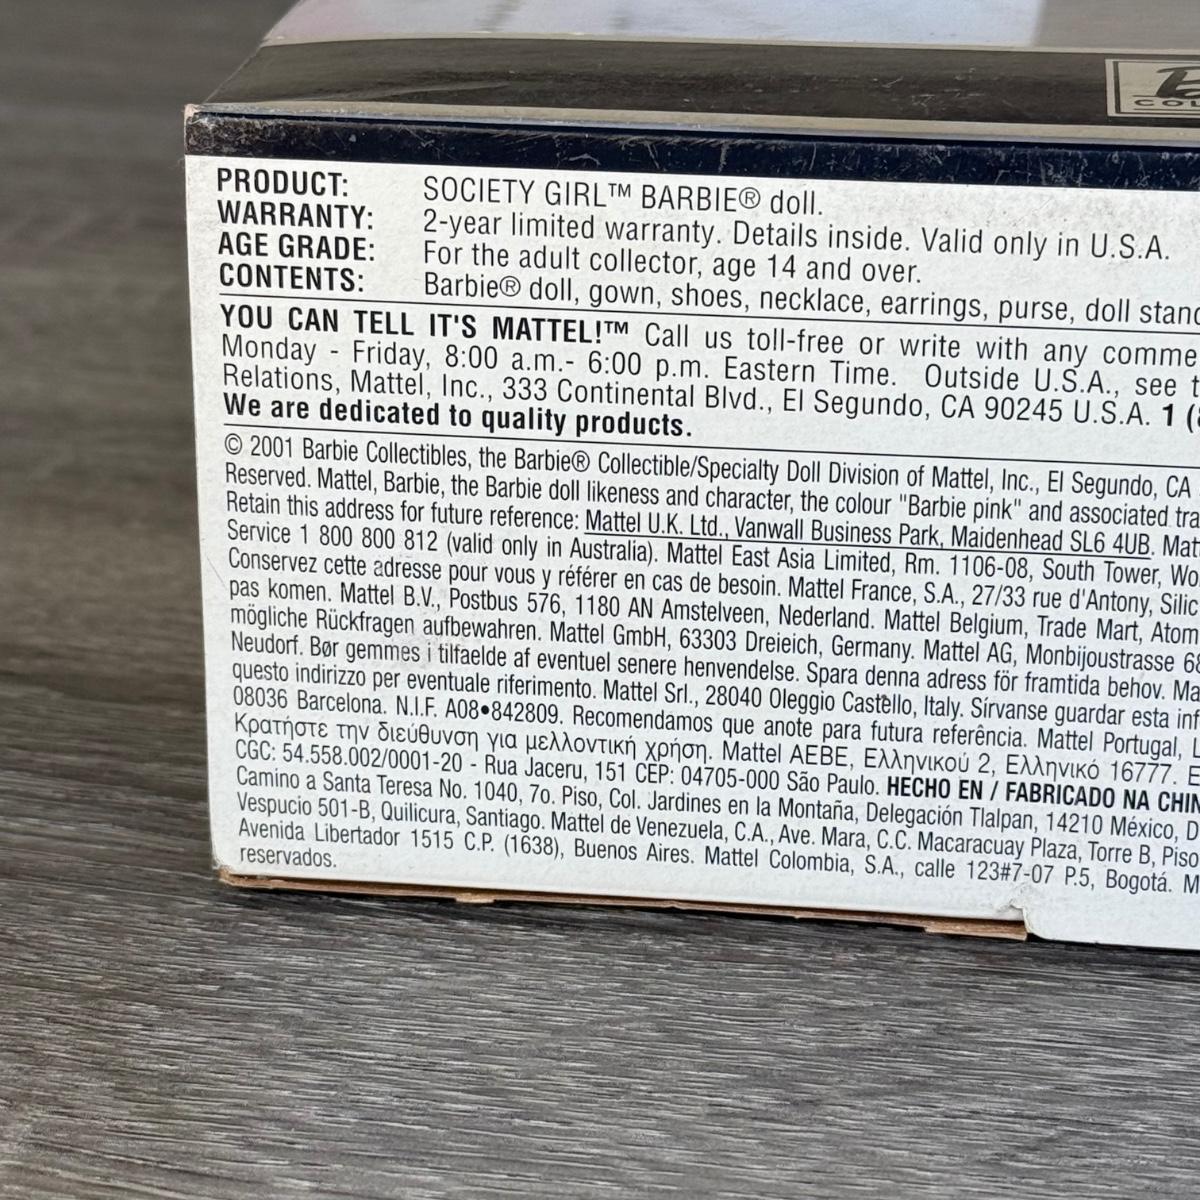 PRODUCT: SOCIETY GIRL™ BARBIE® doll.
WARRANTY: 2-year limited warranty. Details inside. Valid only in U.S.A.
AGE GRADE: For the adult collector, age 14 and over.
CONTENTS: Barbie® doll, gown, shoes, necklace, earrings, purse, doll stand
YOU CAN TELL IT'S MATTEL!™ Call us toll-free or write with any comme
Monday - Friday, 8:00 a.m.- 6:00 p.m. Eastern Time. Outside U.S.A., see t
Relations, Mattel, Inc., 333 Continental Blvd., El Segundo, CA 90245 U.S.A. 1 (8
We are dedicated to quality products.
© 2001 Barbie Collectibles, the Barbie® Collectible/Specialty Doll Division of Mattel, Inc., El Segundo, CA
Reserved. Mattel, Barbie, the Barbie doll likeness and character, the colour "Barbie pink" and associated tra
Retain this address for future reference: Mattel U.K. Ltd., Vanwall Business Park, Maidenhead SL6 4UB. Matt
Service 1 800 800 812 (valid only in Australia). Mattel East Asia Limited, Rm. 1106-08, South Tower, Wo
Conservez cette adresse pour vous y référer en cas de besoin. Mattel France, S.A., 27/33 rue d'Antony, Silic
pas komen. Mattel B.V., Postbus 576, 1180 AN Amstelveen, Nederland. Mattel Belgium, Trade Mart, Atom
mögliche Rückfragen aufbewahren. Mattel GmbH, 63303 Dreieich, Germany. Mattel AG, Monbijoustrasse 68
Neudorf. Bør gemmes i tilfaelde af eventuel senere henvendelse. Spara denna adress för framtida behov. Ma
questo indirizzo per eventuale riferimento. Mattel Srl., 28040 Oleggio Castello, Italy. Sírvanse guardar esta inf
08036 Barcelona. N.I.F. A08•842809. Recomendamos que anote para futura referência. Mattel Portugal, L
Κρατήστε την διεύθυνση για μελλοντική χρήση. Mattel ΑΕΒΕ, Ελληνικού 2, Ελληνικό 16777. E
CGC: 54.558.002/0001-20 - Rua Jaceru, 151 CEP: 04705-000 São Paulo. HECHO EN / FABRICADO NA CHIN
Camino a Santa Teresa No. 1040, 7o. Piso, Col. Jardines en la Montaña, Delegación Tlalpan, 14210 México, D
Vespucio 501-B, Quilicura, Santiago. Mattel de Venezuela, C.A., Ave. Mara, C.C. Macaracuay Plaza, Torre B, Piso
Avenida Libertador 1515 C.P. (1638), Buenos Aires. Mattel Colombia, S.A., calle 123#7-07 P.5, Bogotá. M
reservados.